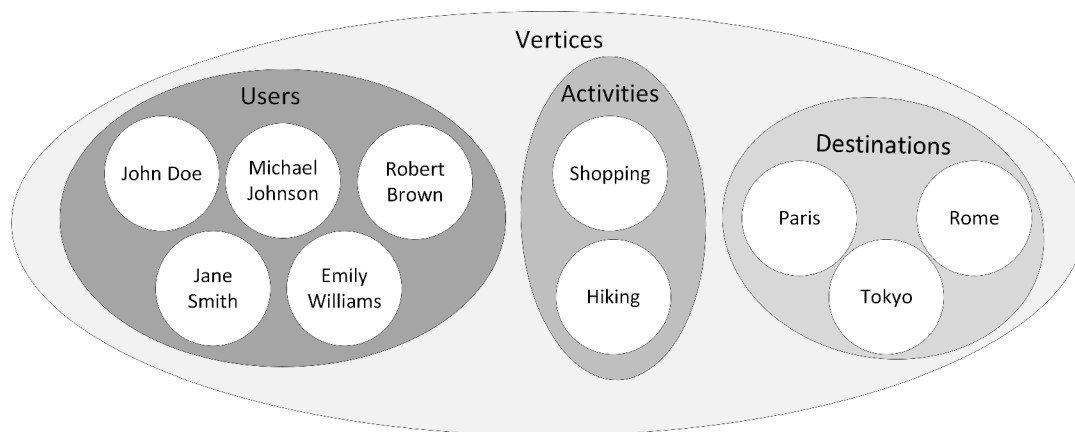 Vertices
Users
John Doe
Michael
Johnson
Robert
Brown
Jane
Smith
Emily
Williams
Activities
Shopping
Hiking
Destinations
Paris
Rome
Tokyo